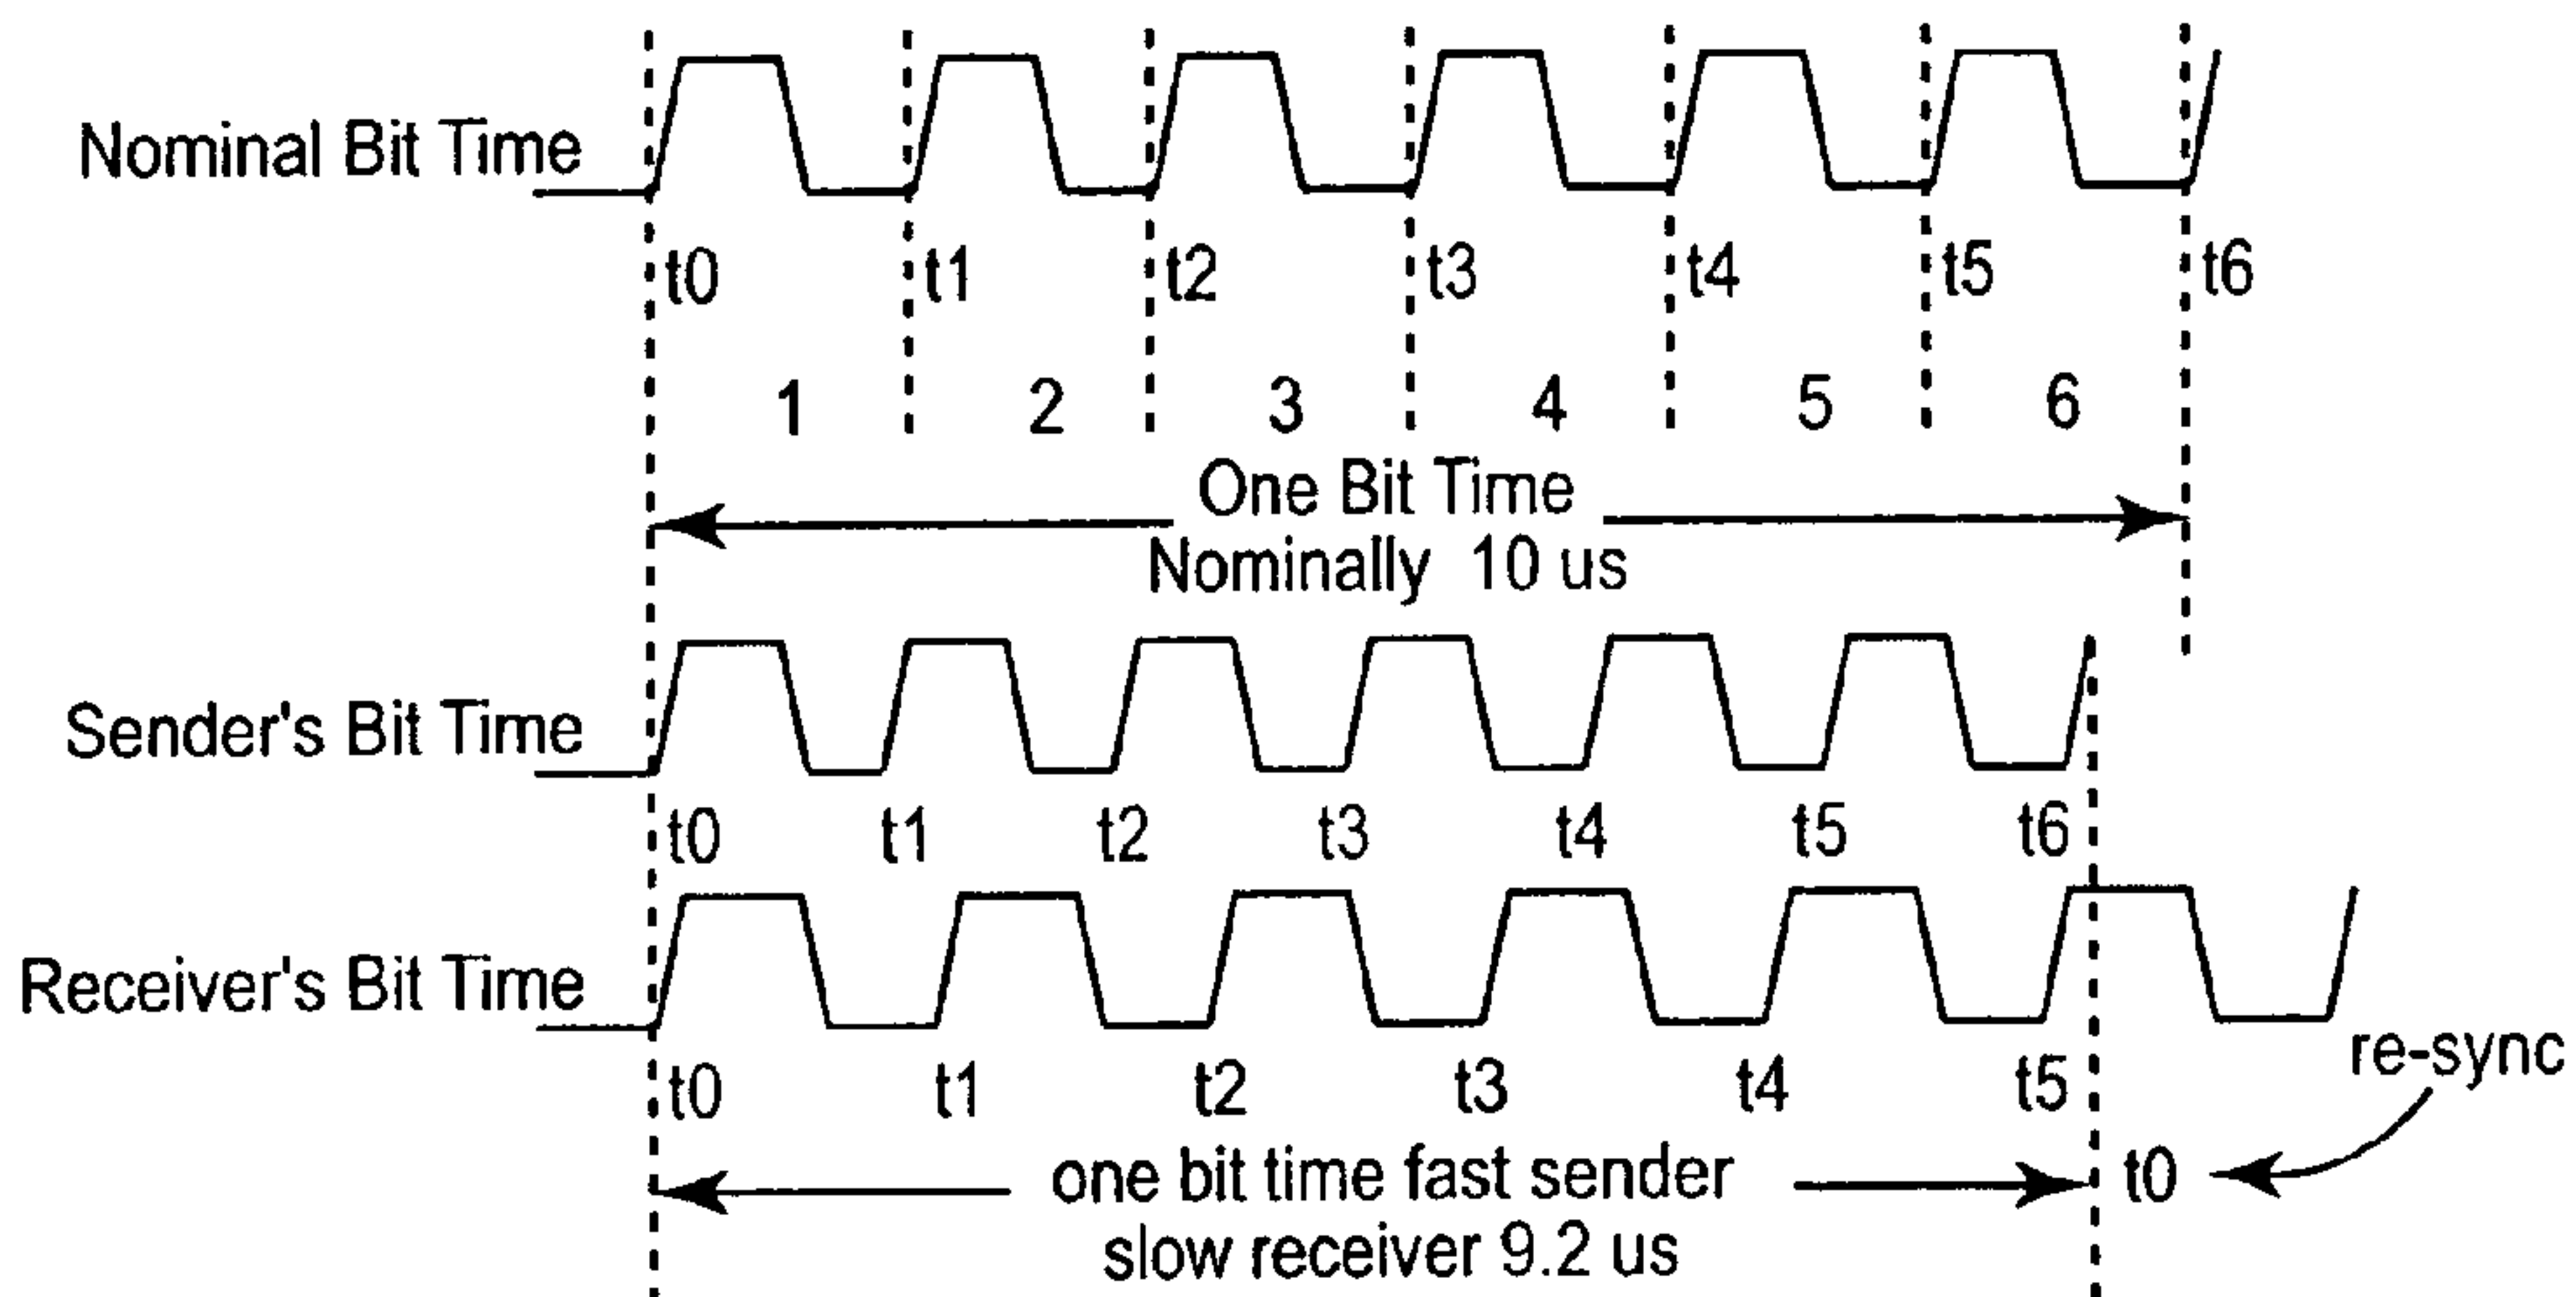 Nominal Bit Time
t0 t1 t2 t3 t4 t5 t6
1 2 3 4 5 6
One Bit Time
Nominally 10 us
Sender's Bit Time
t0 t1 t2 t3 t4 t5 t6
Receiver's Bit Time
t0 t1 t2 t3 t4 t5
re-sync
one bit time fast sender
t0
slow receiver 9.2 us